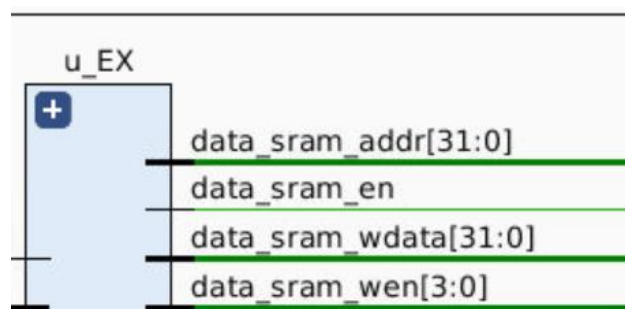 u_EX
+
data_sram_addr[31:0]
data_sram_en
data_sram_wdata[31:0]
data_sram_wen[3:0]